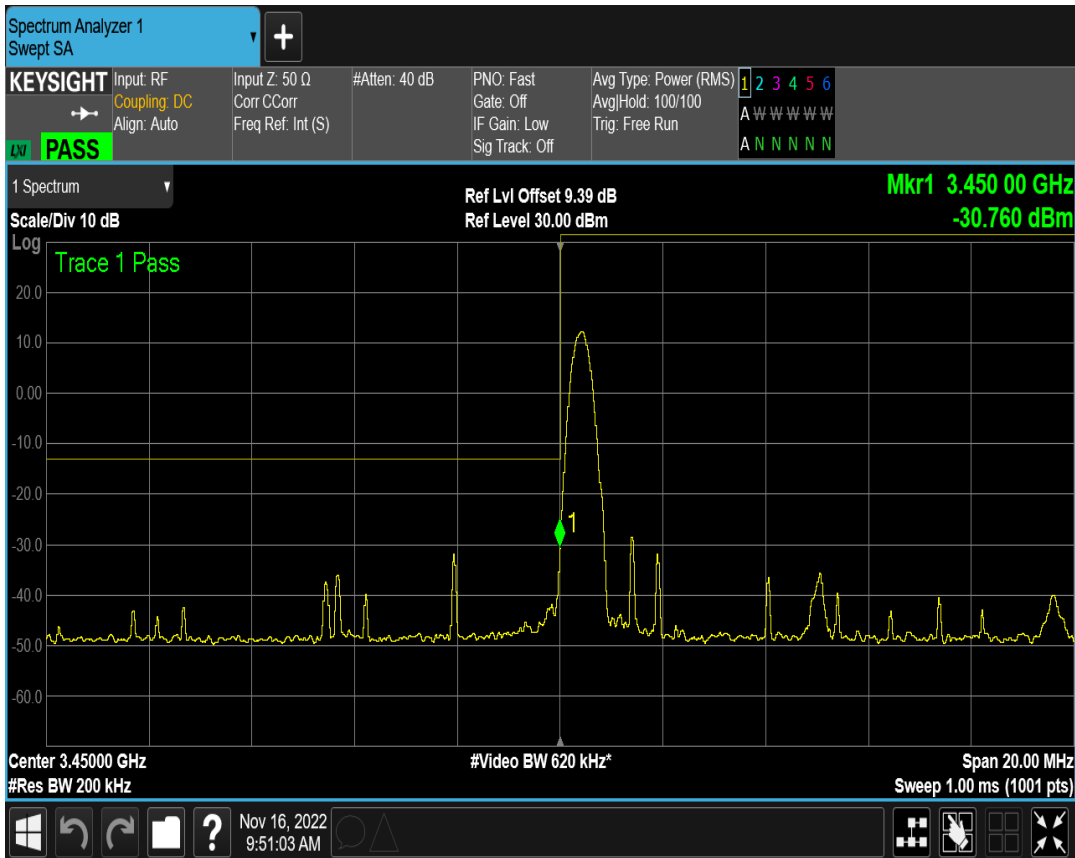 Spectrum Analyzer 1
Swept SA
+
KEYSIGHT
LXI PASS
Input: RF
Coupling: DC
Align: Auto
Input Z: 50 Ω
Corr CCorr
Freq Ref: Int (S)
#Atten: 40 dB
PNO: Fast
Gate: Off
IF Gain: Low
Sig Track: Off
Avg Type: Power (RMS)
Avg|Hold: 100/100
Trig: Free Run
1 2 3 4 5 6
A W W W W W
A N N N N N
1 Spectrum
Scale/Div 10 dB
Ref Lvl Offset 9.39 dB
Ref Level 30.00 dBm
Mkr1 3.450 00 GHz
-30.760 dBm
Log
Trace 1 Pass
20.0
10.0
0.00
-10.0
-20.0
-30.0
-40.0
-50.0
-60.0
1
Center 3.45000 GHz
#Res BW 200 kHz
#Video BW 620 kHz*
Span 20.00 MHz
Sweep 1.00 ms (1001 pts)
?
Nov 16, 2022
9:51:03 AM